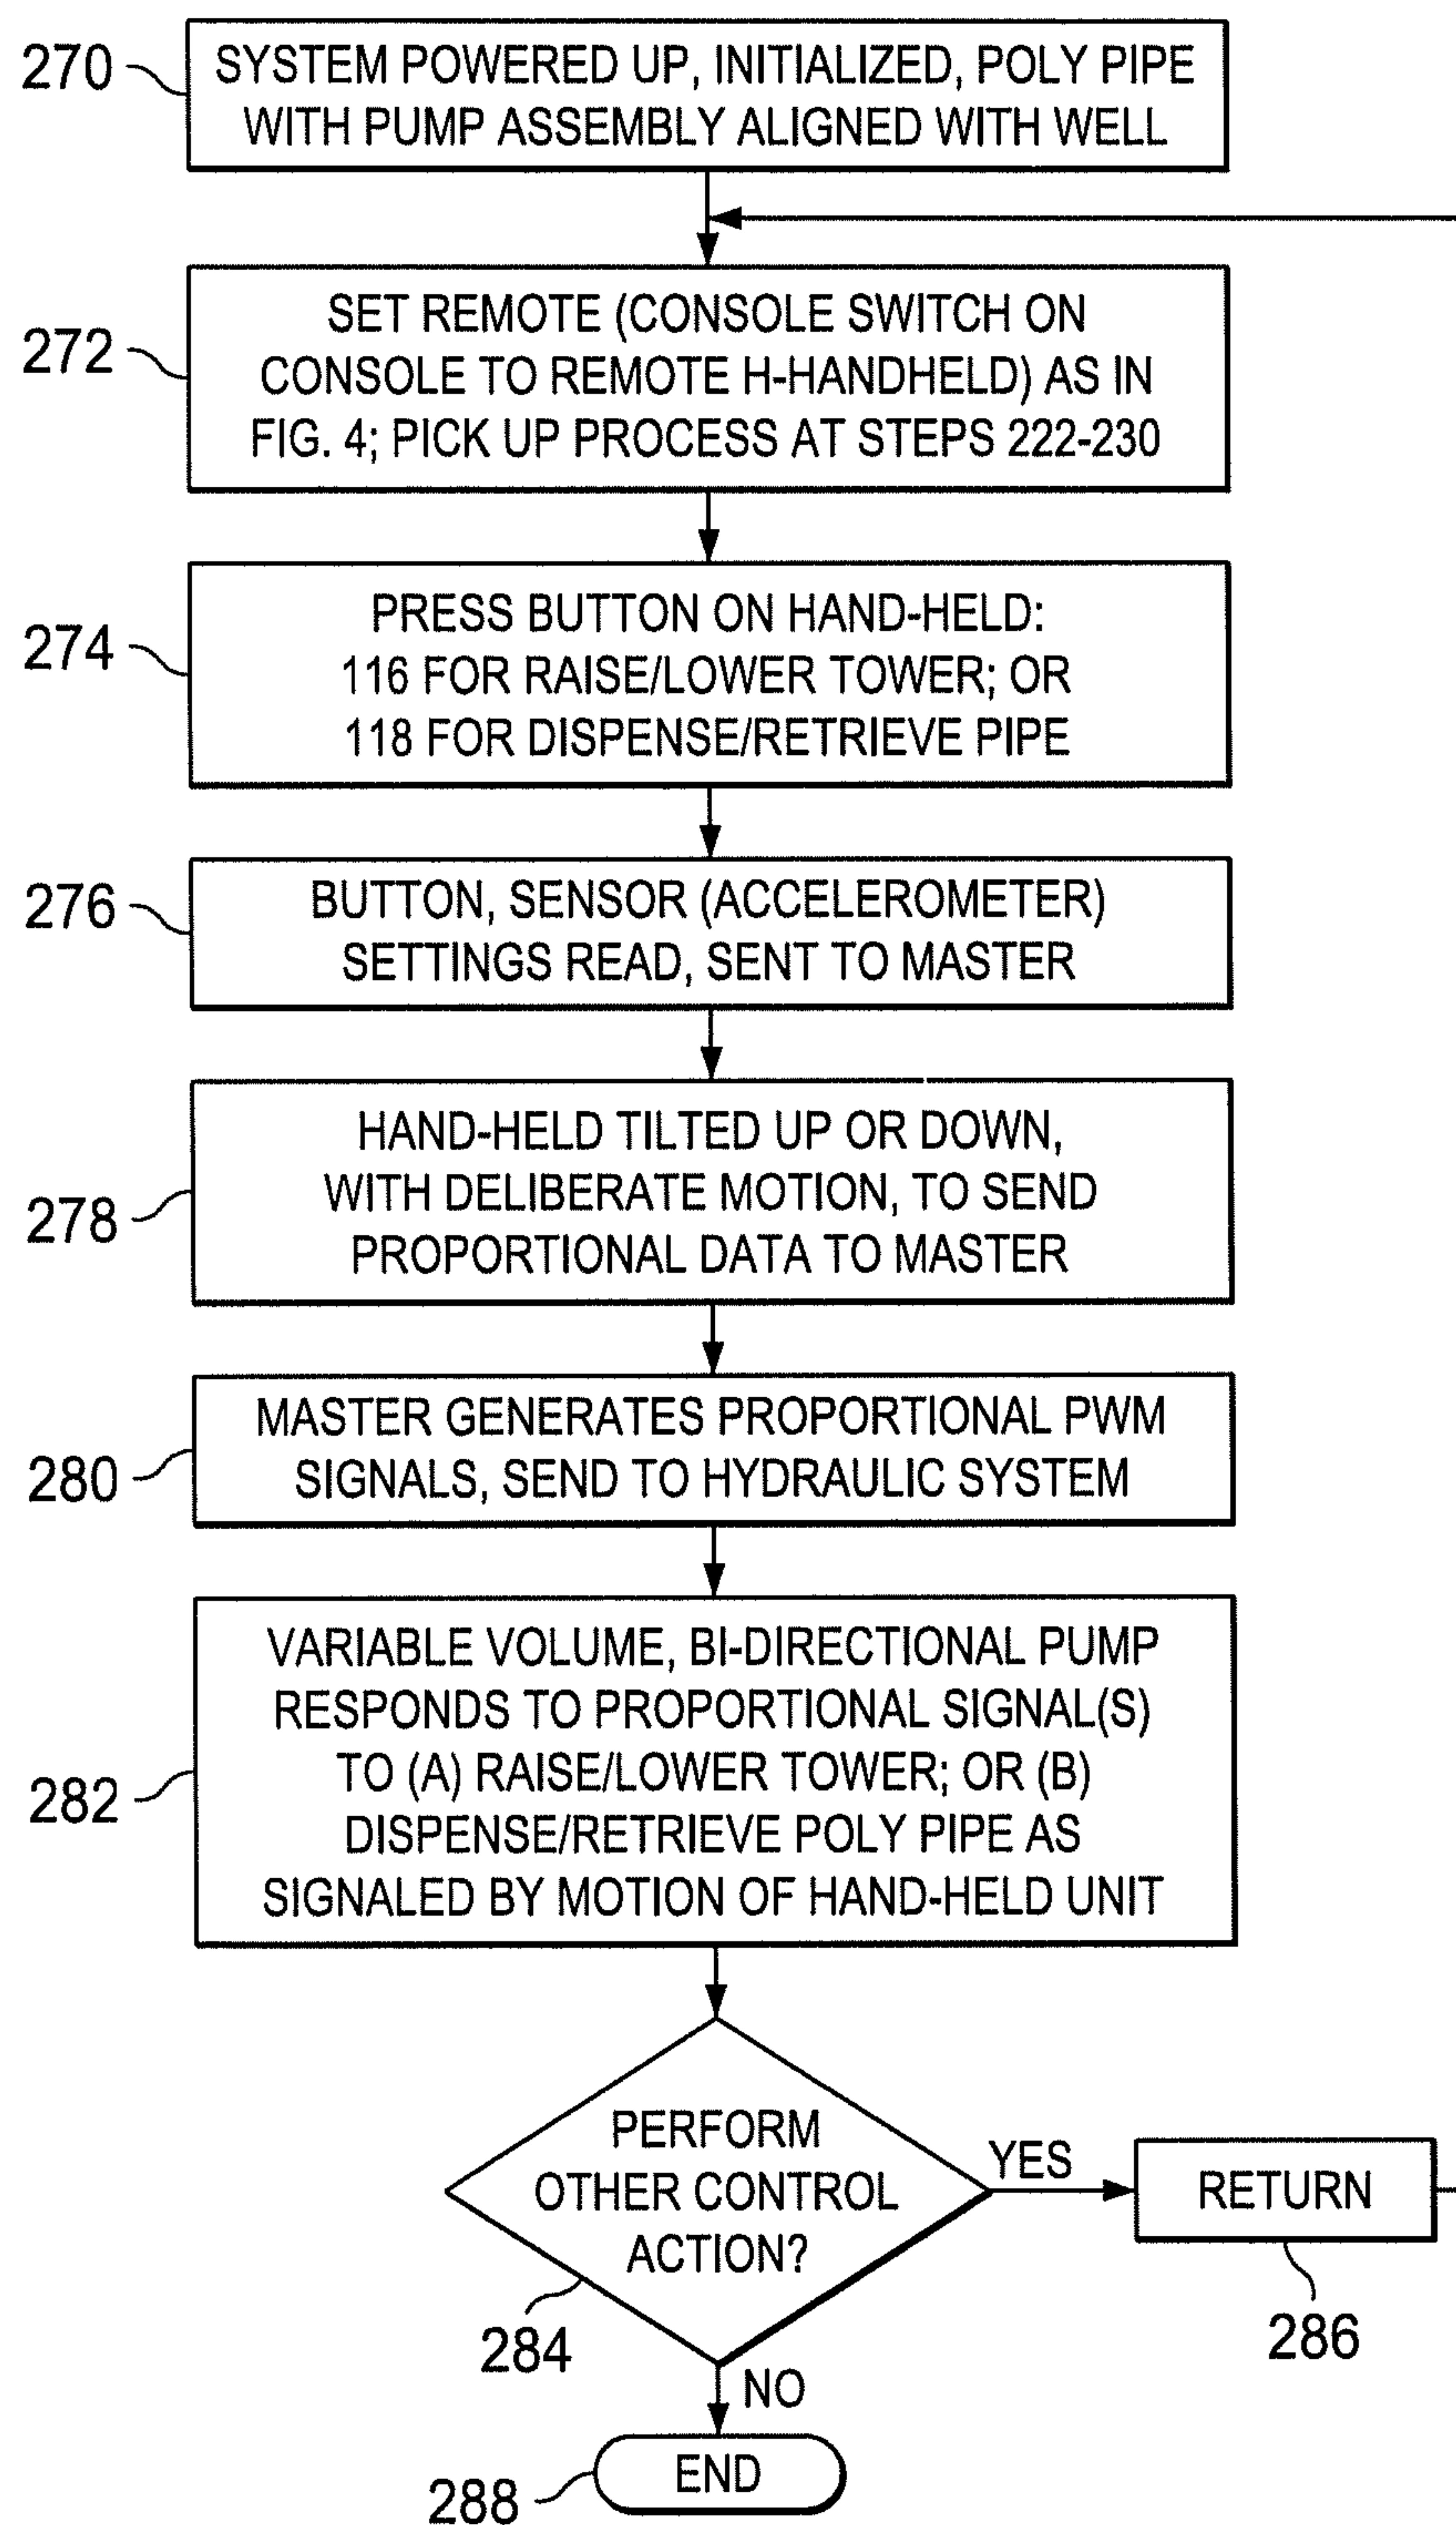 270
SYSTEM POWERED UP, INITIALIZED, POLY PIPE
WITH PUMP ASSEMBLY ALIGNED WITH WELL
272
SET REMOTE (CONSOLE SWITCH ON
CONSOLE TO REMOTE H-HANDHELD) AS IN
FIG. 4; PICK UP PROCESS AT STEPS 222-230
274
PRESS BUTTON ON HAND-HELD:
116 FOR RAISE/LOWER TOWER; OR
118 FOR DISPENSE/RETRIEVE PIPE
276
BUTTON, SENSOR (ACCELEROMETER)
SETTINGS READ, SENT TO MASTER
278
HAND-HELD TILTED UP OR DOWN,
WITH DELIBERATE MOTION, TO SEND
PROPORTIONAL DATA TO MASTER
280
MASTER GENERATES PROPORTIONAL PWM
SIGNALS, SEND TO HYDRAULIC SYSTEM
282
VARIABLE VOLUME, BI-DIRECTIONAL PUMP
RESPONDS TO PROPORTIONAL SIGNAL(S)
TO (A) RAISE/LOWER TOWER; OR (B)
DISPENSE/RETRIEVE POLY PIPE AS
SIGNALED BY MOTION OF HAND-HELD UNIT
PERFORM
OTHER CONTROL
ACTION?
284
YES
RETURN
286
NO
END
288